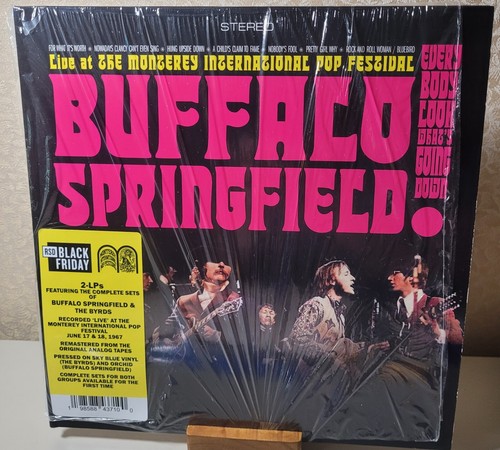 STEREO
FOR WHAT IT'S WORTH • NOWADAYS CLANCY CAN'T EVEN SING • HUNG UPSIDE DOWN • A CHILD'S CLAIM TO FAME • NOBODY'S FOOL • PRETTY GIRL WHY • ROCK AND ROLL WOMAN / BLUEBIRD
Live at THE MONTEREY INTERNATIONAL POP FESTIVAL
BUFFALO
SPRINGFIELD.
EVERY
BODY
LOOK
WHAT'S
GOING
DOWN
RSD BLACK
FRIDAY
2-LPs
FEATURING THE COMPLETE SETS
OF
BUFFALO SPRINGFIELD &
THE BYRDS
RECORDED 'LIVE' AT THE
MONTEREY INTERNATIONAL POP
FESTIVAL
JUNE 17 & 18, 1967
REMASTERED FROM THE
ORIGINAL ANALOG TAPES
PRESSED ON SKY BLUE VINYL
(THE BYRDS) AND ORCHID
(BUFFALO SPRINGFIELD)
COMPLETE SETS FOR BOTH
GROUPS AVAILABLE FOR THE
FIRST TIME